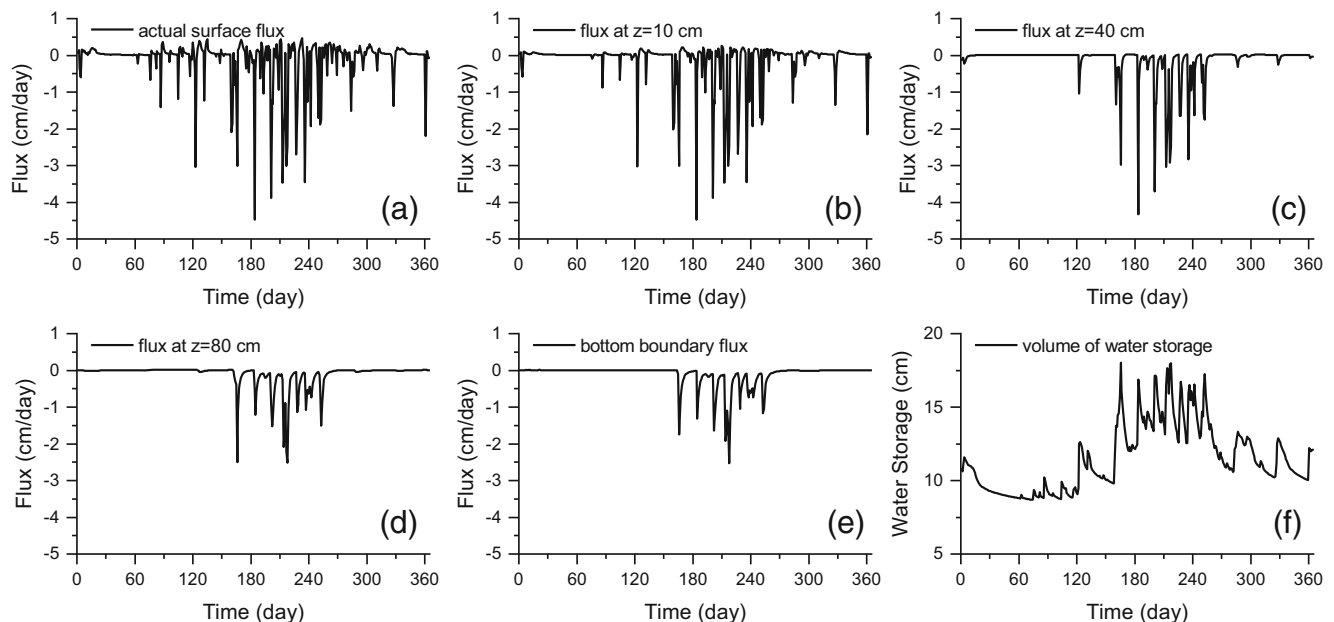 1
0
-1
-2
-3
-4
-5
Flux (cm/day)
actual surface flux
(a)
0 60 120 180 240 300 360
Time (day)
1
0
-1
-2
-3
-4
-5
Flux (cm/day)
flux at z=10 cm
(b)
0 60 120 180 240 300 360
Time (day)
1
0
-1
-2
-3
-4
-5
Flux (cm/day)
flux at z=40 cm
(c)
0 60 120 180 240 300 360
Time (day)
1
0
-1
-2
-3
-4
-5
Flux (cm/day)
flux at z=80 cm
(d)
0 60 120 180 240 300 360
Time (day)
1
0
-1
-2
-3
-4
-5
Flux (cm/day)
bottom boundary flux
(e)
0 60 120 180 240 300 360
Time (day)
20
15
10
5
Water Storage (cm)
volume of water storage
(f)
0 60 120 180 240 300 360
Time (day)